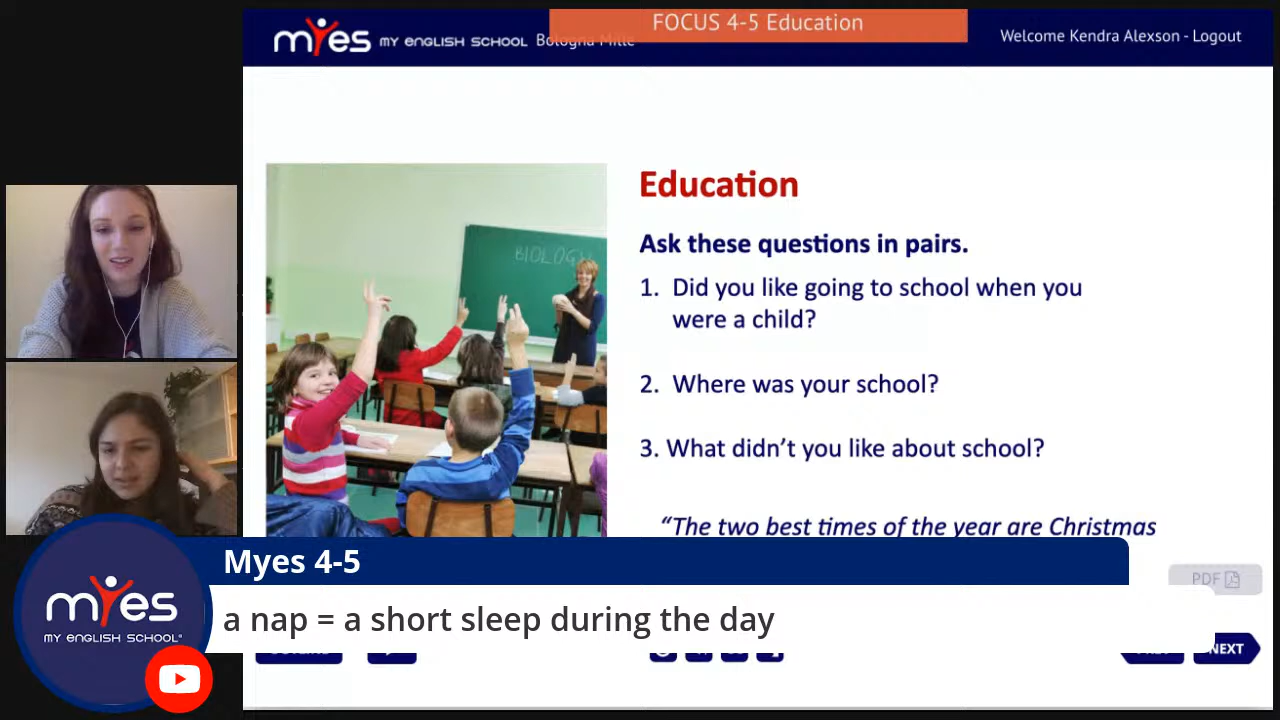 FOCUS 4-5 Education
myes MY ENGLISH SCHOOL Bologna Mille
Welcome Kendra Alexson - Logout
BIOLOGY
Education
Ask these questions in pairs.
1. Did you like going to school when you
were a child?
2. Where was your school?
3. What didn't you like about school?
“The two best times of the year are Christmas
Myes 4-5
PDF
myes
MY ENGLISH SCHOOL
a nap = a short sleep during the day
NEXT